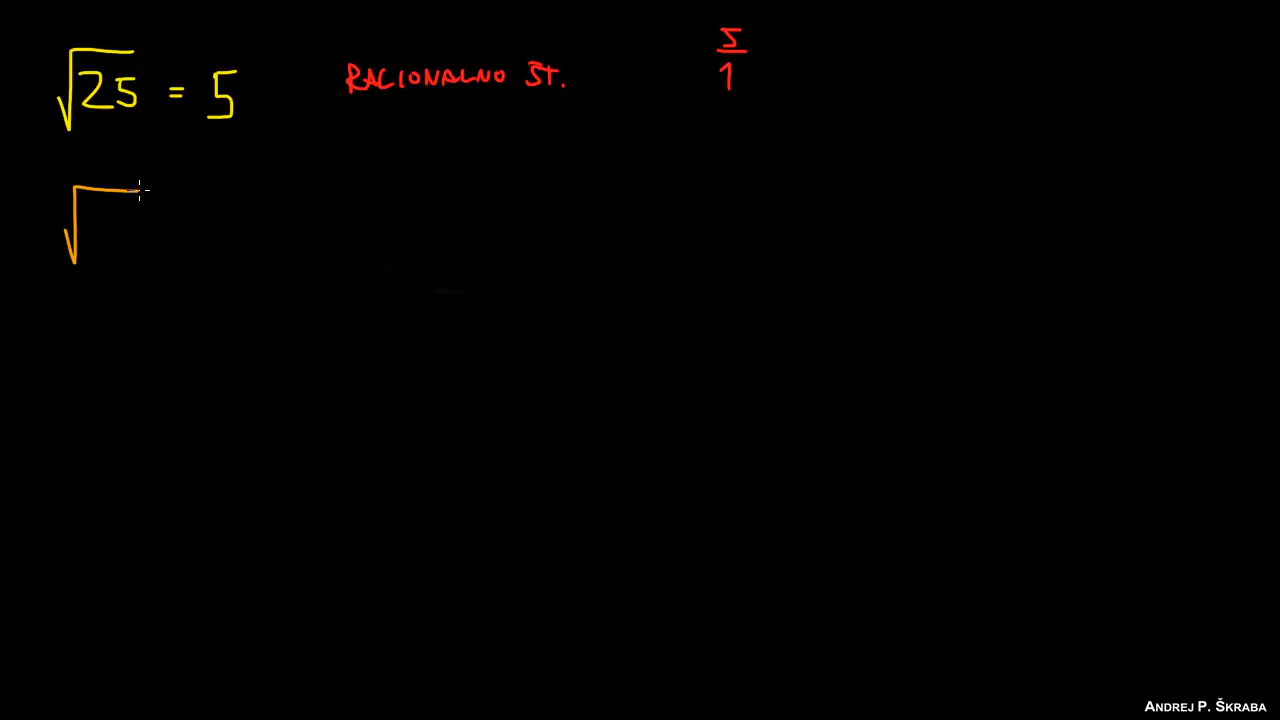 √25 = 5 RACIONALNO ŠT. 5/1
√
ANDREJ P. ŠKRABA